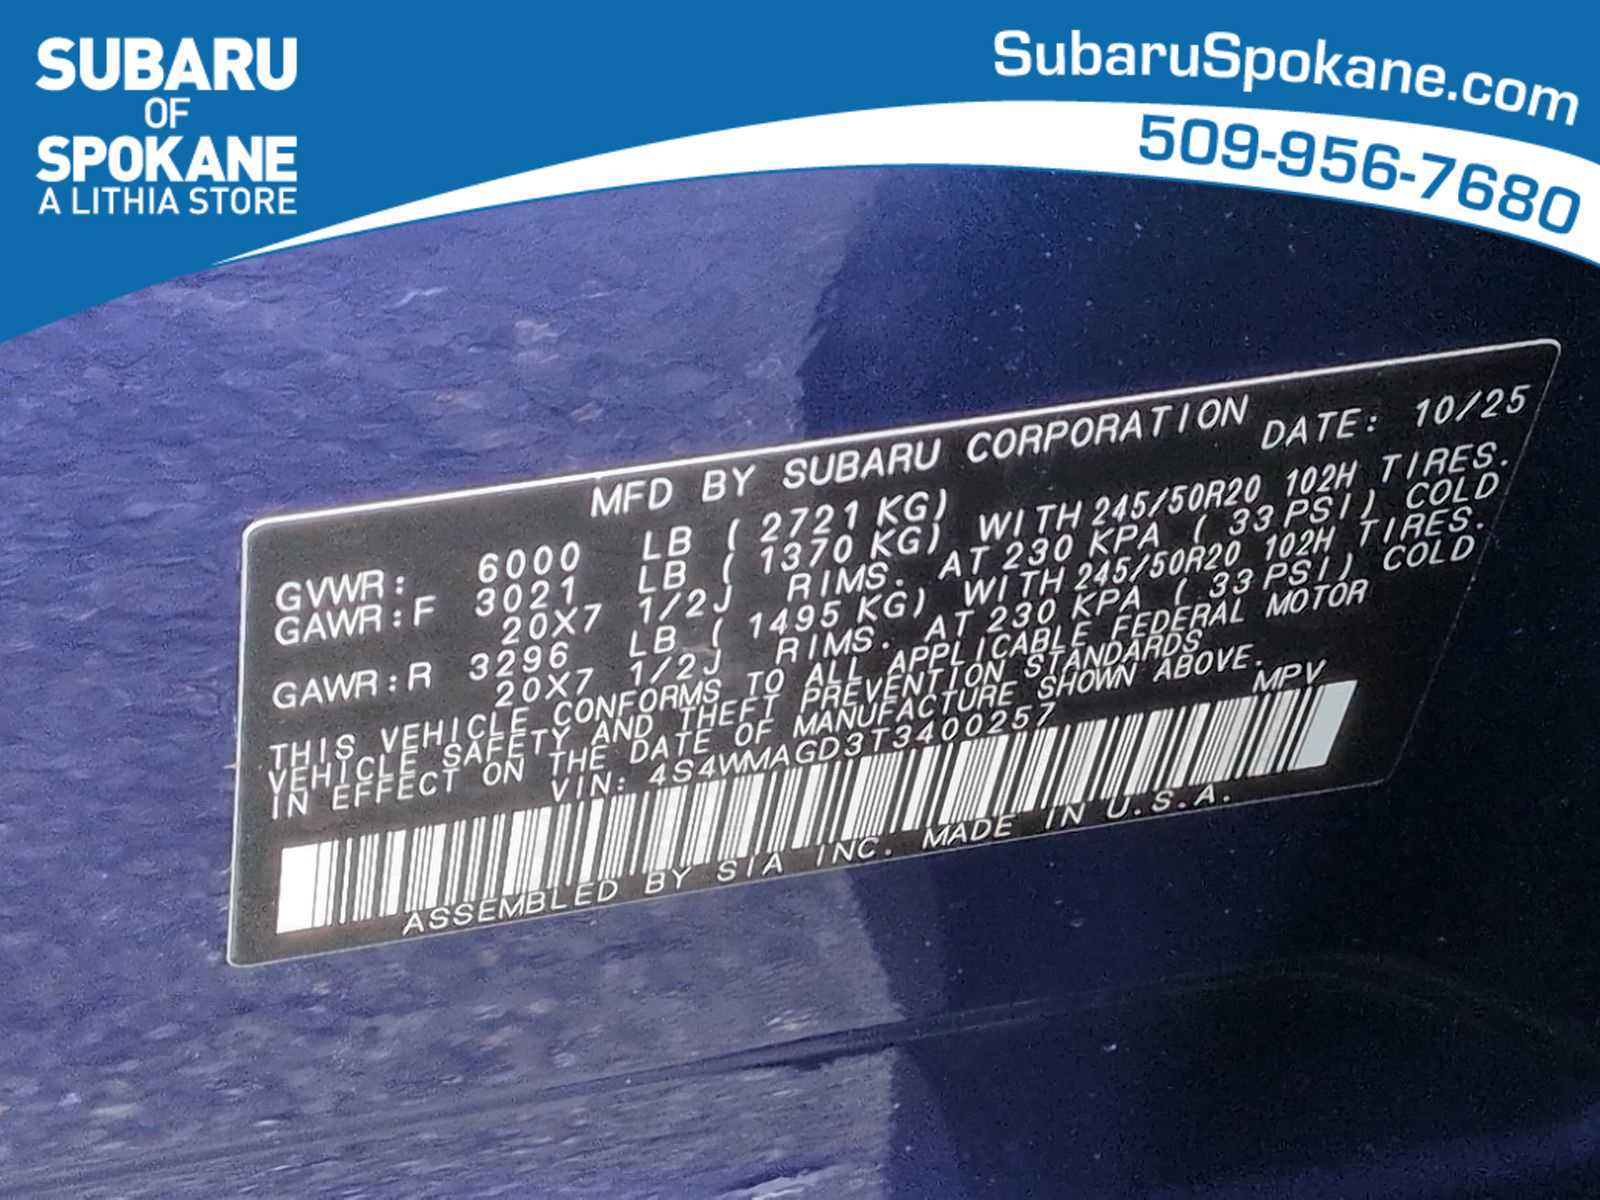 SUBARU
OF
SPOKANE
A LITHIA STORE
SubaruSpokane.com
509-956-7680
MFD BY SUBARU CORPORATION DATE: 10/25
GVWR: 6000 LB ( 2721 KG)
GAWR:F 3021 LB ( 1370 KG) WITH 245/50R20 102H TIRES.
20X7 1/2J RIMS. AT 230 KPA ( 33 PSI) COLD
GAWR:R 3296 LB ( 1495 KG) WITH 245/50R20 102H TIRES.
20X7 1/2J RIMS. AT 230 KPA ( 33 PSI) COLD
THIS VEHICLE CONFORMS TO ALL APPLICABLE FEDERAL MOTOR
VEHICLE SAFETY AND THEFT PREVENTION STANDARDS
IN EFFECT ON THE DATE OF MANUFACTURE SHOWN ABOVE.
VIN: 4S4WMAGD3T3400257 MPV
ASSEMBLED BY SIA INC. MADE IN U.S.A.